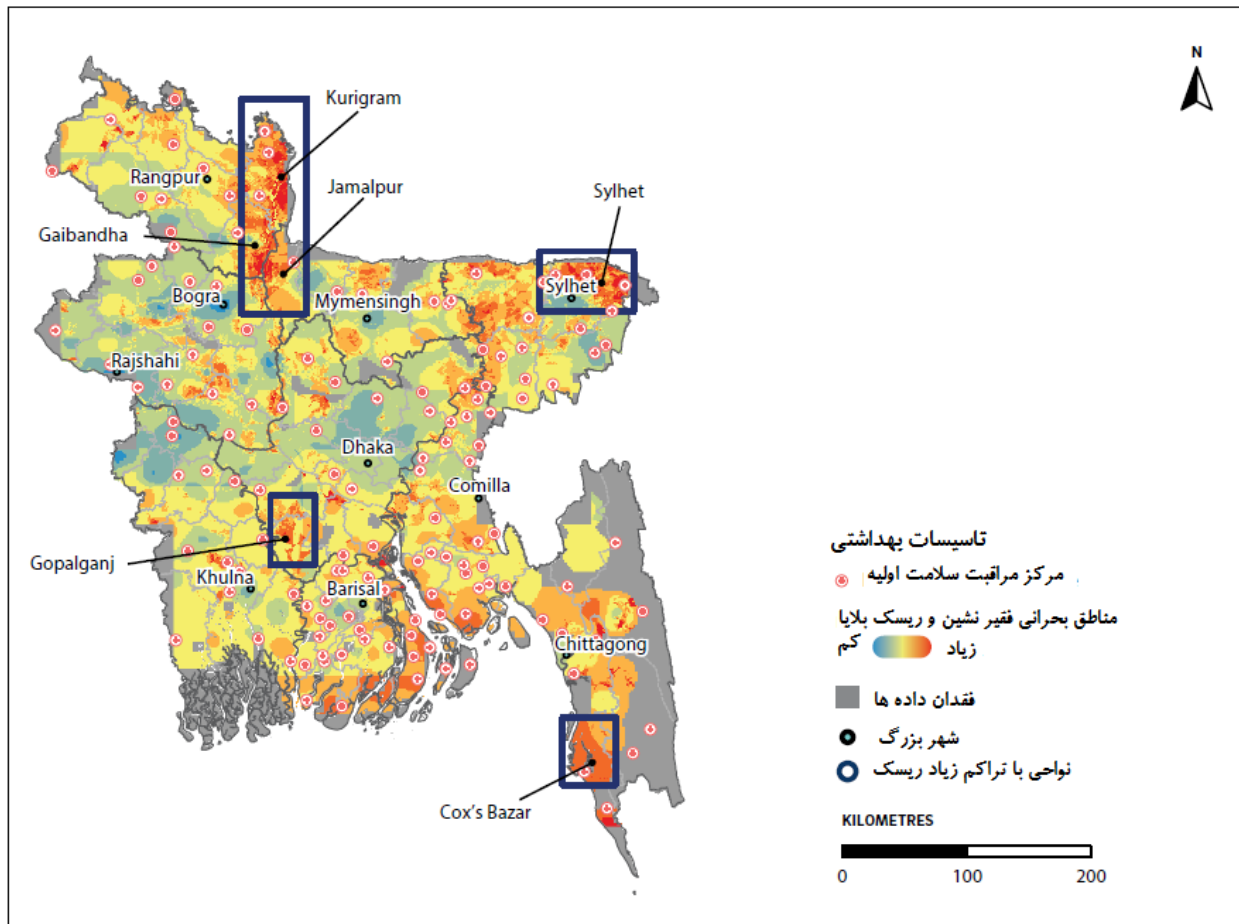 N
Kurigram
Jamalpur
Rangpur
Sylhet
Gaibandha
Sylhet
Bogra
Mymensingh
Rajshahi
Dhaka
Comilla
Gopalganj
Khulna
Barisal
Chittagong
Cox's Bazar
تاسیسات بهداشتی
مرکز مراقبت سلامت اولیه
مناطق بحرانی فقیر نشین و ریسک بلایا
کم زیاد
فقدان داده ها
شهر بزرگ
نواحی با تراکم زیاد ریسک
KILOMETRES
0 100 200